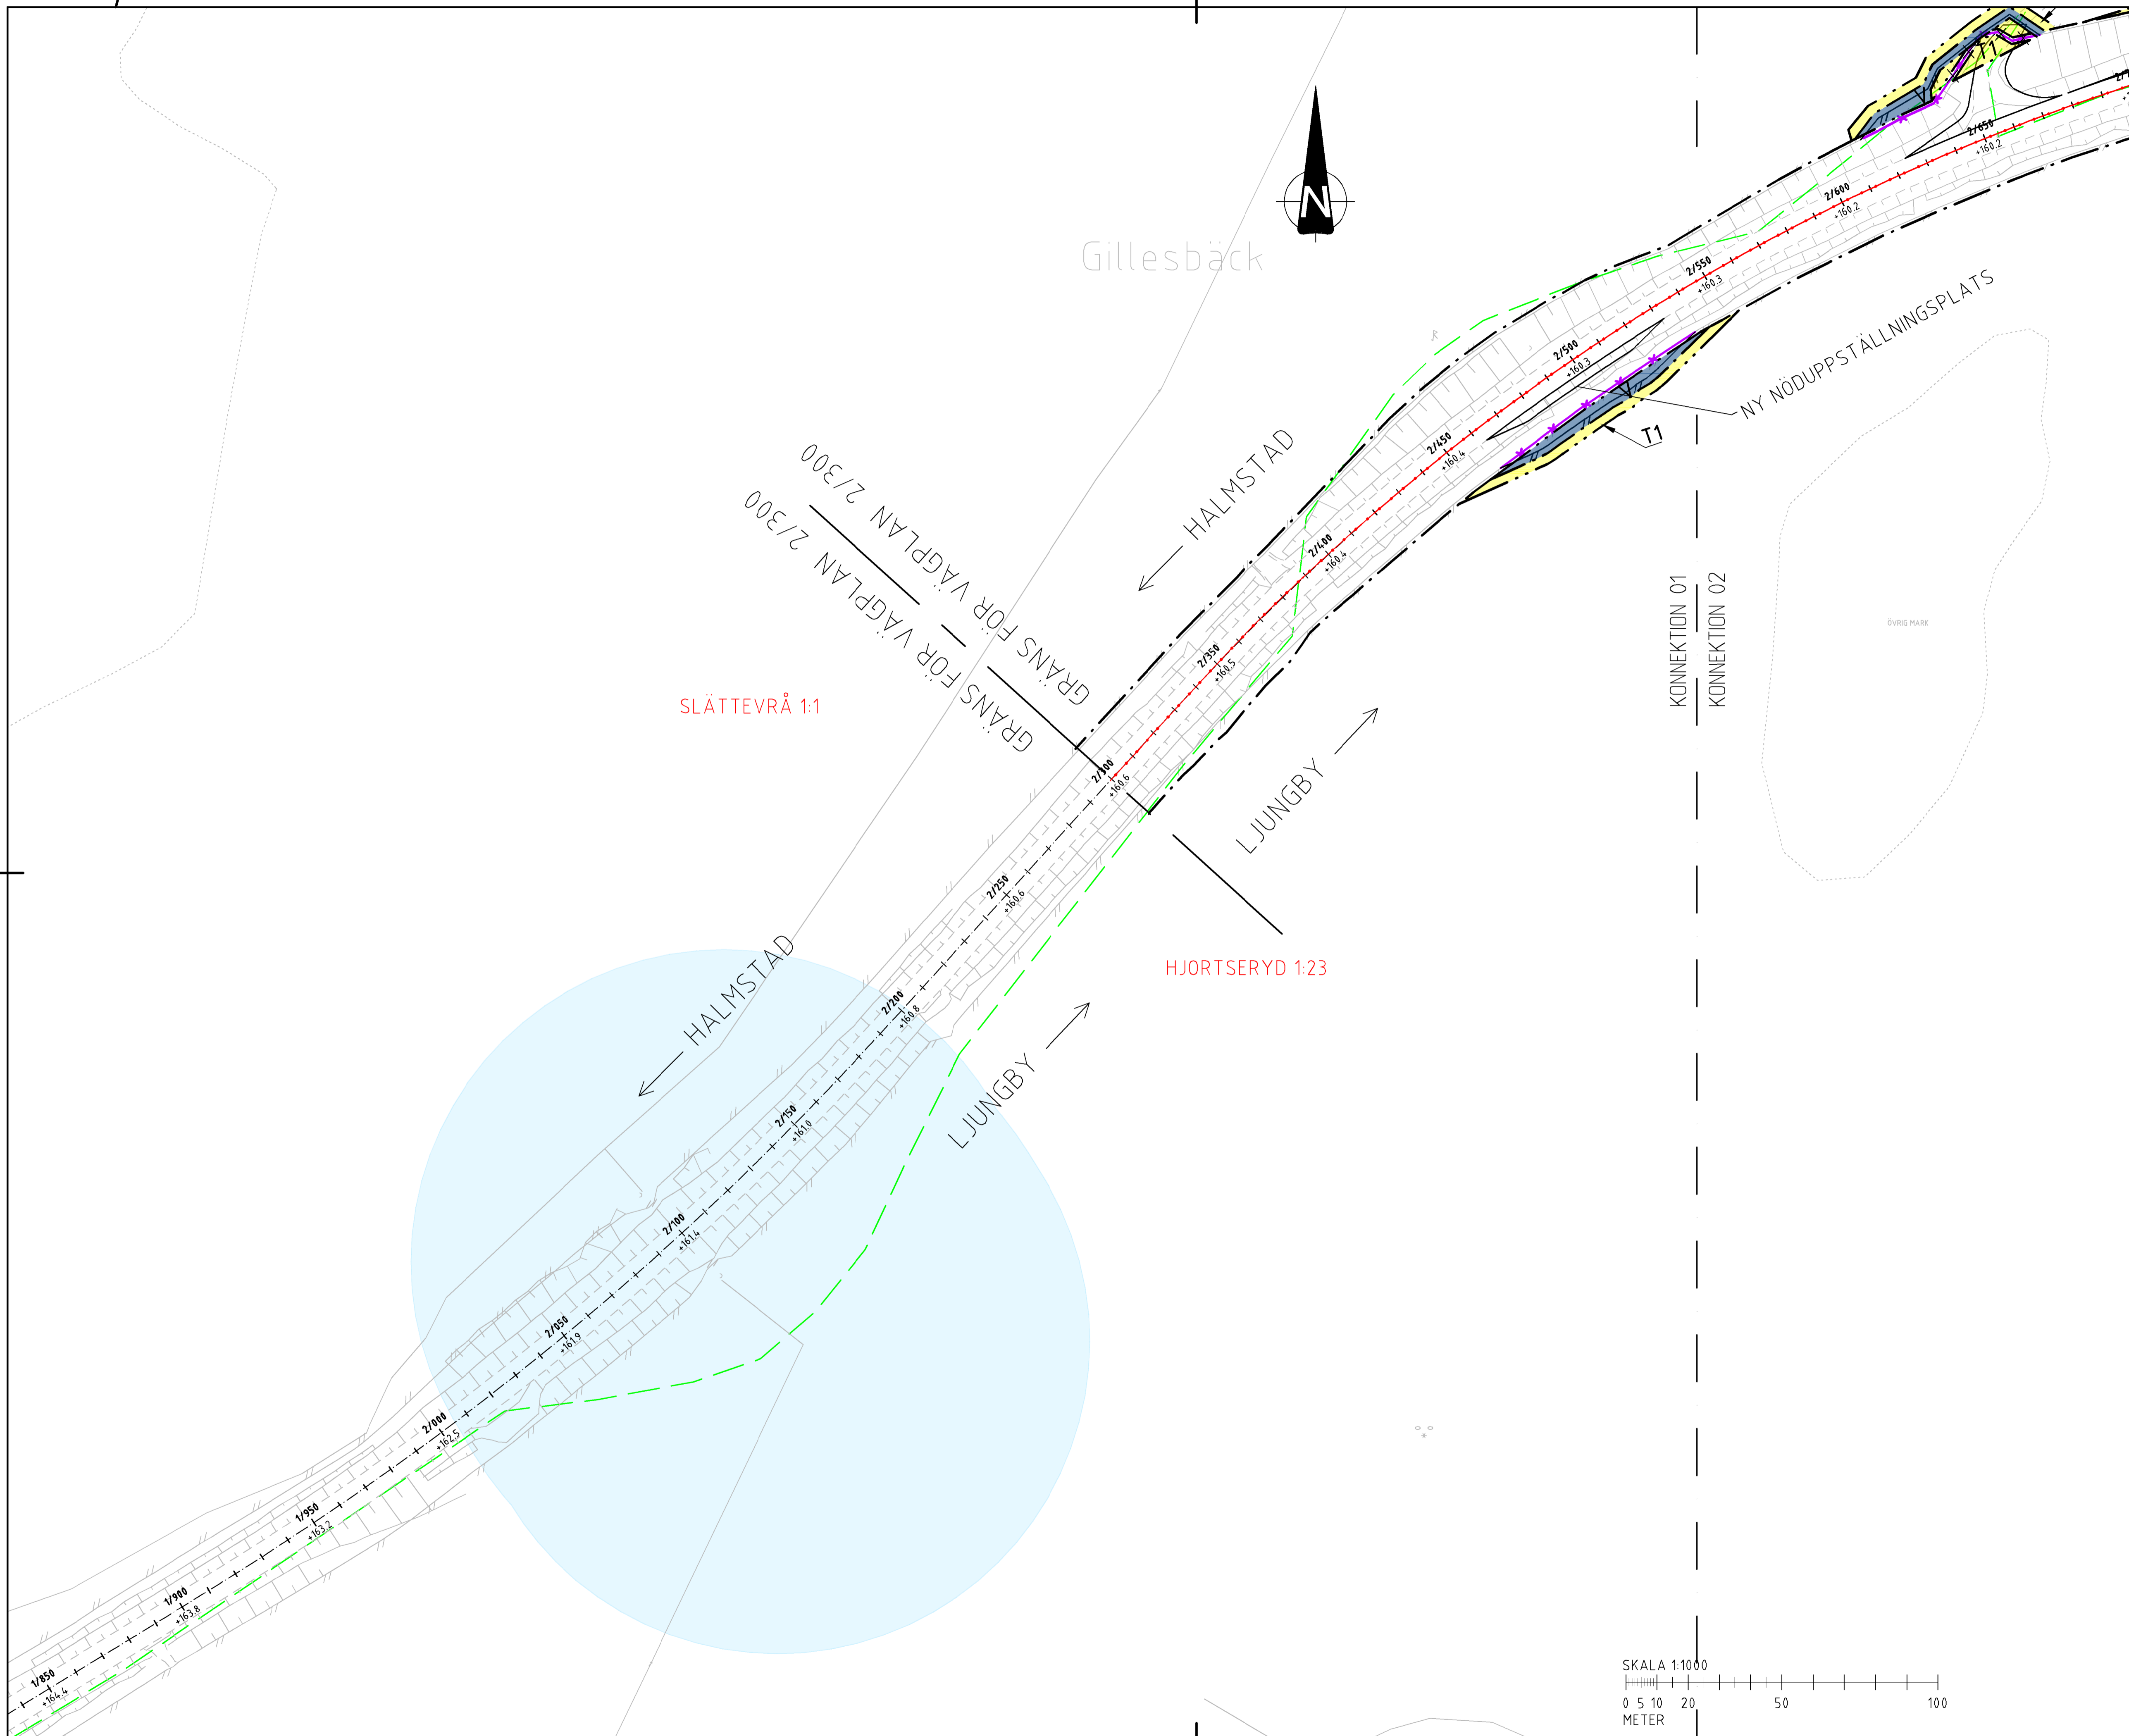 T1
2/650
+160.2
N
2/600
+160.2
Gillesbäck
2/550
+160.3
NY NÖDUPPSTÄLLNINGSPLATS
2/500
+160.3
T1
2/450
+160.4
HALMSTAD
GRÄNS FÖR VÄGPLAN 2/300
GRÄNS FÖR VÄGPLAN 2/300
2/400
+160.4
KONNEKTION 01
KONNEKTION 02
ÖVRIG MARK
2/350
+160.5
SLÄTTEVRÅ 1:1
2/300
+160.6
LJUNGBY
2/250
+160.6
HJORTSERYD 1:23
HALMSTAD
2/200
+160.8
LJUNGBY
2/150
+161.0
2/100
+161.4
2/050
+161.9
2/000
+162.5
1/950
+163.2
1/900
+163.8
1/850
+164.4
SKALA 1:1000
0 5 10 20 50 100
METER